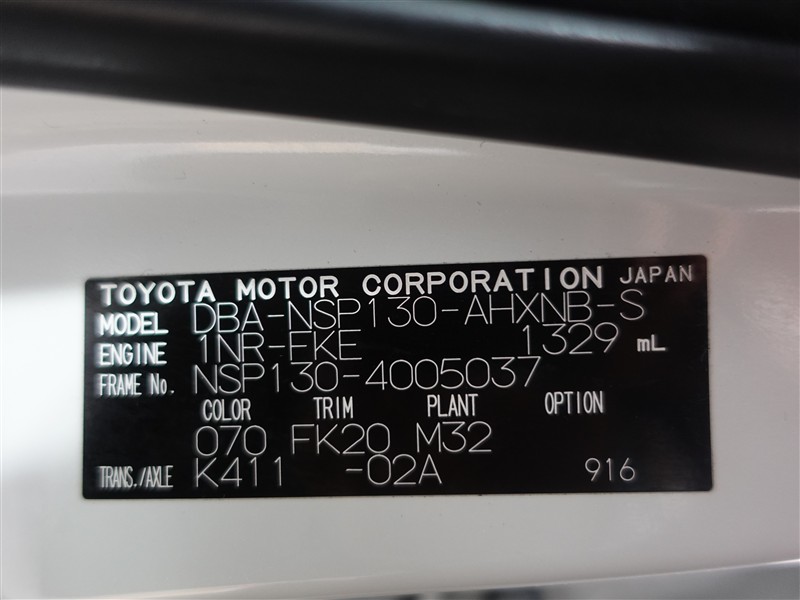 TOYOTA MOTOR CORPORATION JAPAN
MODEL DBA-NSP130-AHXNB-S
ENGINE 1NR-FKE 1329 mL
FRAME No. NSP130-4005037
COLOR TRIM PLANT OPTION
070 FK20 M32
TRANS./AXLE K411 -02A 916